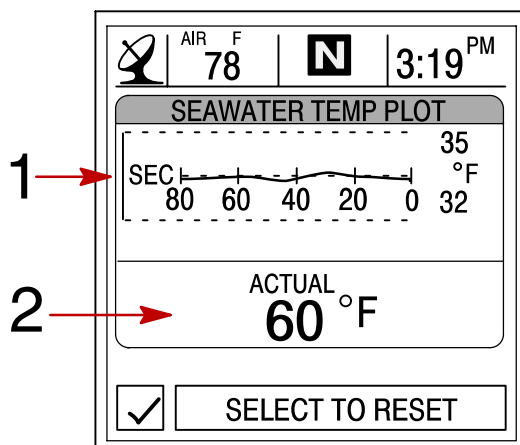 AIR F
78
N
3:19 PM
SEAWATER TEMP PLOT
35
1
SEC
°F
80 60 40 20 0
32
ACTUAL
2
60 °F
SELECT TO RESET